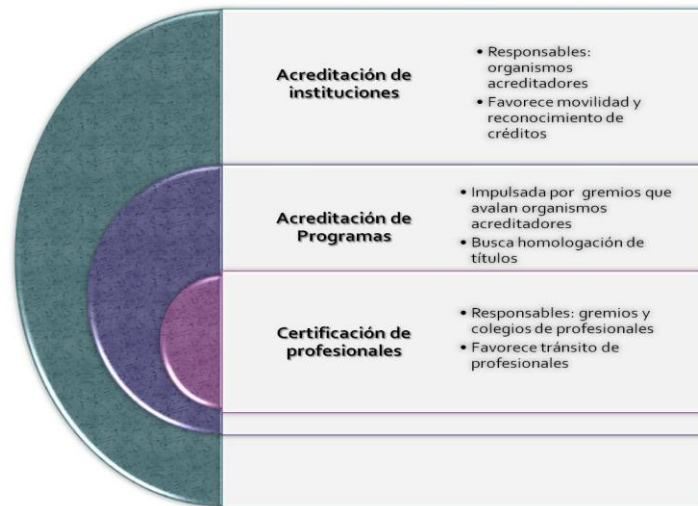 Acreditación de
instituciones
• Responsables:
organismos
acreditadores
• Favorece movilidad y
reconocimiento de
créditos
Acreditación de
Programas
• Impulsada por gremios que
avalan organismos
acreditadores
• Busca homologación de
títulos
Certificación de
profesionales
• Responsables: gremios y
colegios de profesionales
• Favorece tránsito de
profesionales